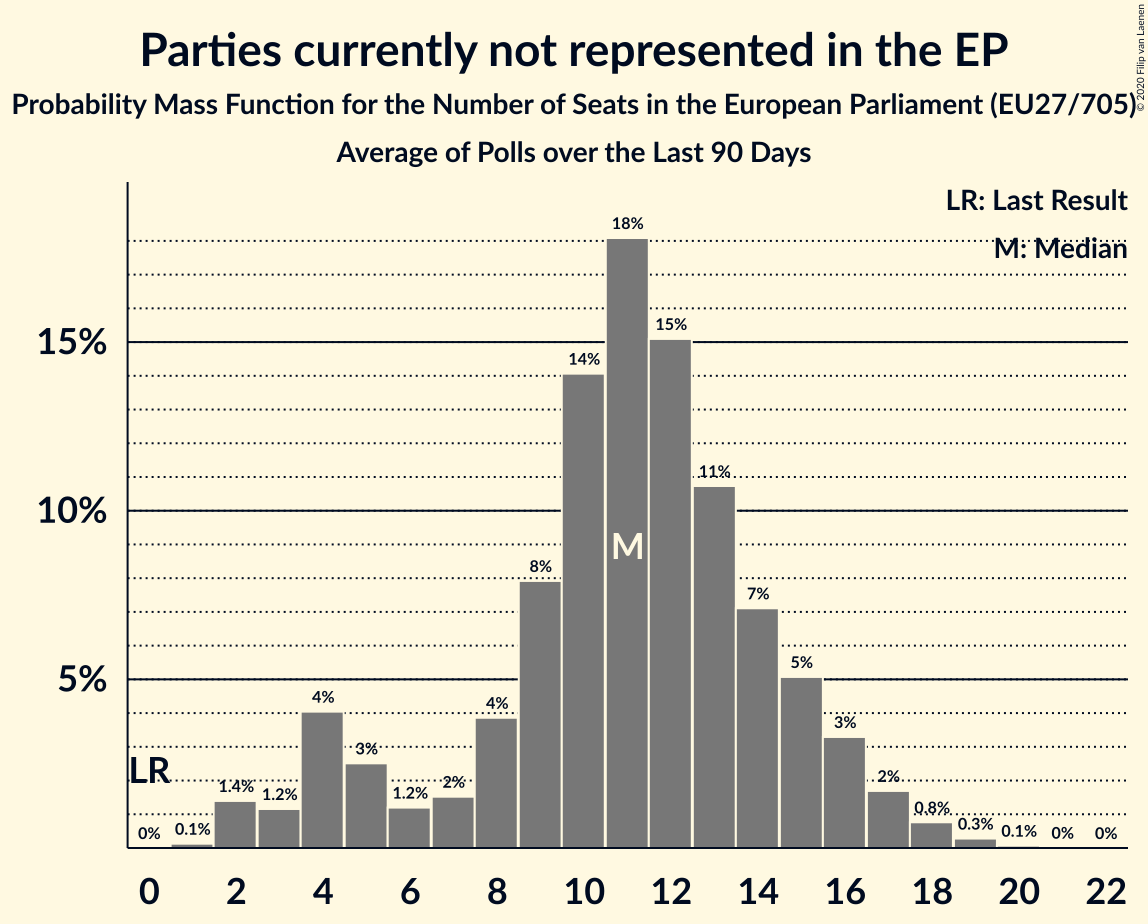 Parties currently not represented in the EP
Probability Mass Function for the Number of Seats in the European Parliament (EU27/705)
Average of Polls over the Last 90 Days
© 2020 Filip van Laenen
LR: Last Result
M: Median
15%
10%
5%
LR
M
0%
0.1%
1.4%
1.2%
4%
3%
1.2%
2%
4%
8%
14%
18%
15%
11%
7%
5%
3%
2%
0.8%
0.3%
0.1%
0%
0%
0 2 4 6 8 10 12 14 16 18 20 22